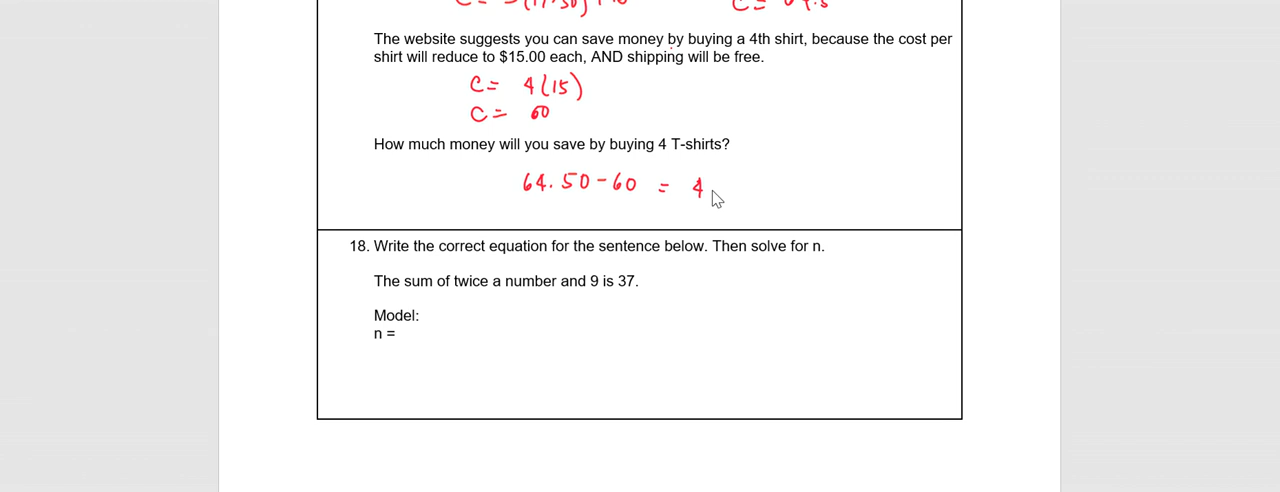 The website suggests you can save money by buying a 4th shirt, because the cost per
shirt will reduce to $15.00 each, AND shipping will be free.
C = 4(15)
C = 60
How much money will you save by buying 4 T-shirts?
64.50-60 = 4
18. Write the correct equation for the sentence below. Then solve for n.
The sum of twice a number and 9 is 37.
Model:
n =